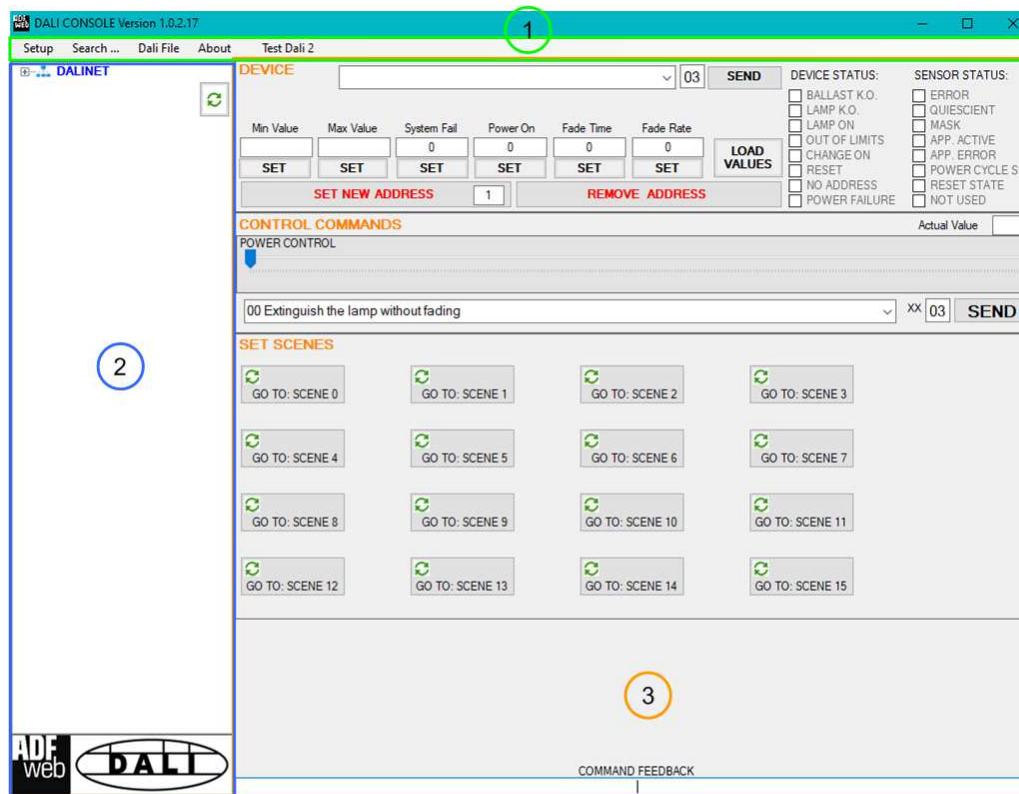 DALI CONSOLE Version 1.0.2.17
1
Setup Search ... Dali File About Test Dali 2
DALINET
2
DEVICE
03 SEND
DEVICE STATUS:
BALLAST K.O.
LAMP K.O.
LAMP ON
OUT OF LIMITS
CHANGE ON
RESET
NO ADDRESS
POWER FAILURE
SENSOR STATUS:
ERROR
QUIESCIENT
MASK
APP. ACTIVE
APP. ERROR
POWER CYCLE S
RESET STATE
NOT USED
Min Value Max Value System Fail Power On Fade Time Fade Rate
0 0 0 0
SET SET SET SET SET SET
LOAD
VALUES
SET NEW ADDRESS 1 REMOVE ADDRESS
CONTROL COMMANDS
Actual Value
POWER CONTROL
00 Extinguish the lamp without fading XX 03 SEND
SET SCENES
GO TO: SCENE 0 GO TO: SCENE 1 GO TO: SCENE 2 GO TO: SCENE 3
GO TO: SCENE 4 GO TO: SCENE 5 GO TO: SCENE 6 GO TO: SCENE 7
GO TO: SCENE 8 GO TO: SCENE 9 GO TO: SCENE 10 GO TO: SCENE 11
GO TO: SCENE 12 GO TO: SCENE 13 GO TO: SCENE 14 GO TO: SCENE 15
3
COMMAND FEEDBACK
ADF
web
DALI